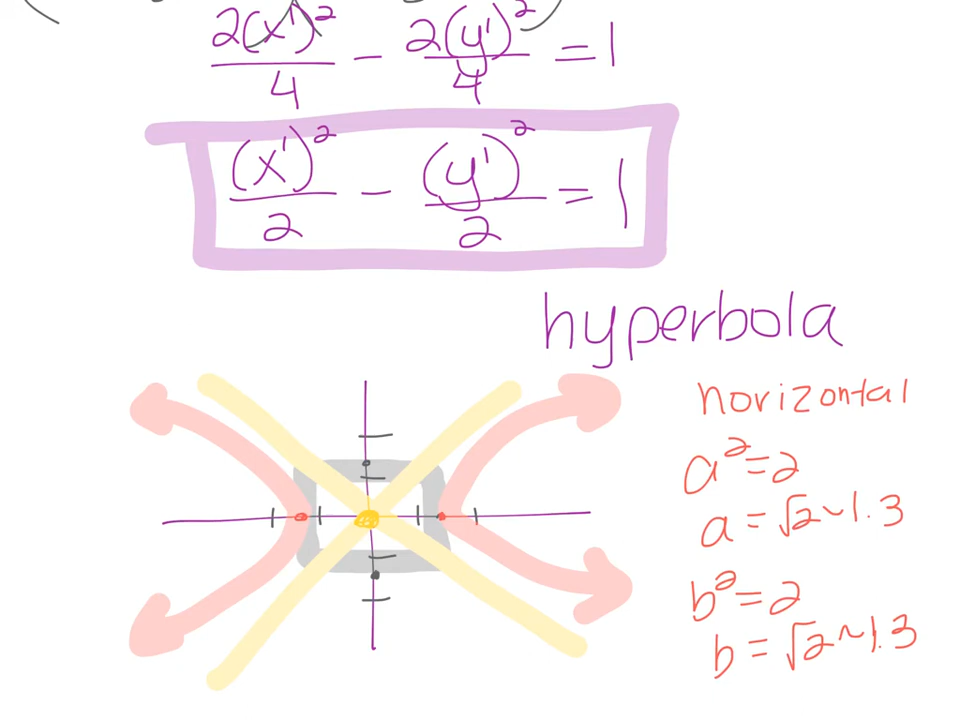 2(x')²/4 - 2(y')²/4 = 1
(x')²/2 - (y')²/2 = 1
hyperbola
horizontal
a² = 2
a = √2 ~ 1.3
b² = 2
b = √2 ~ 1.3